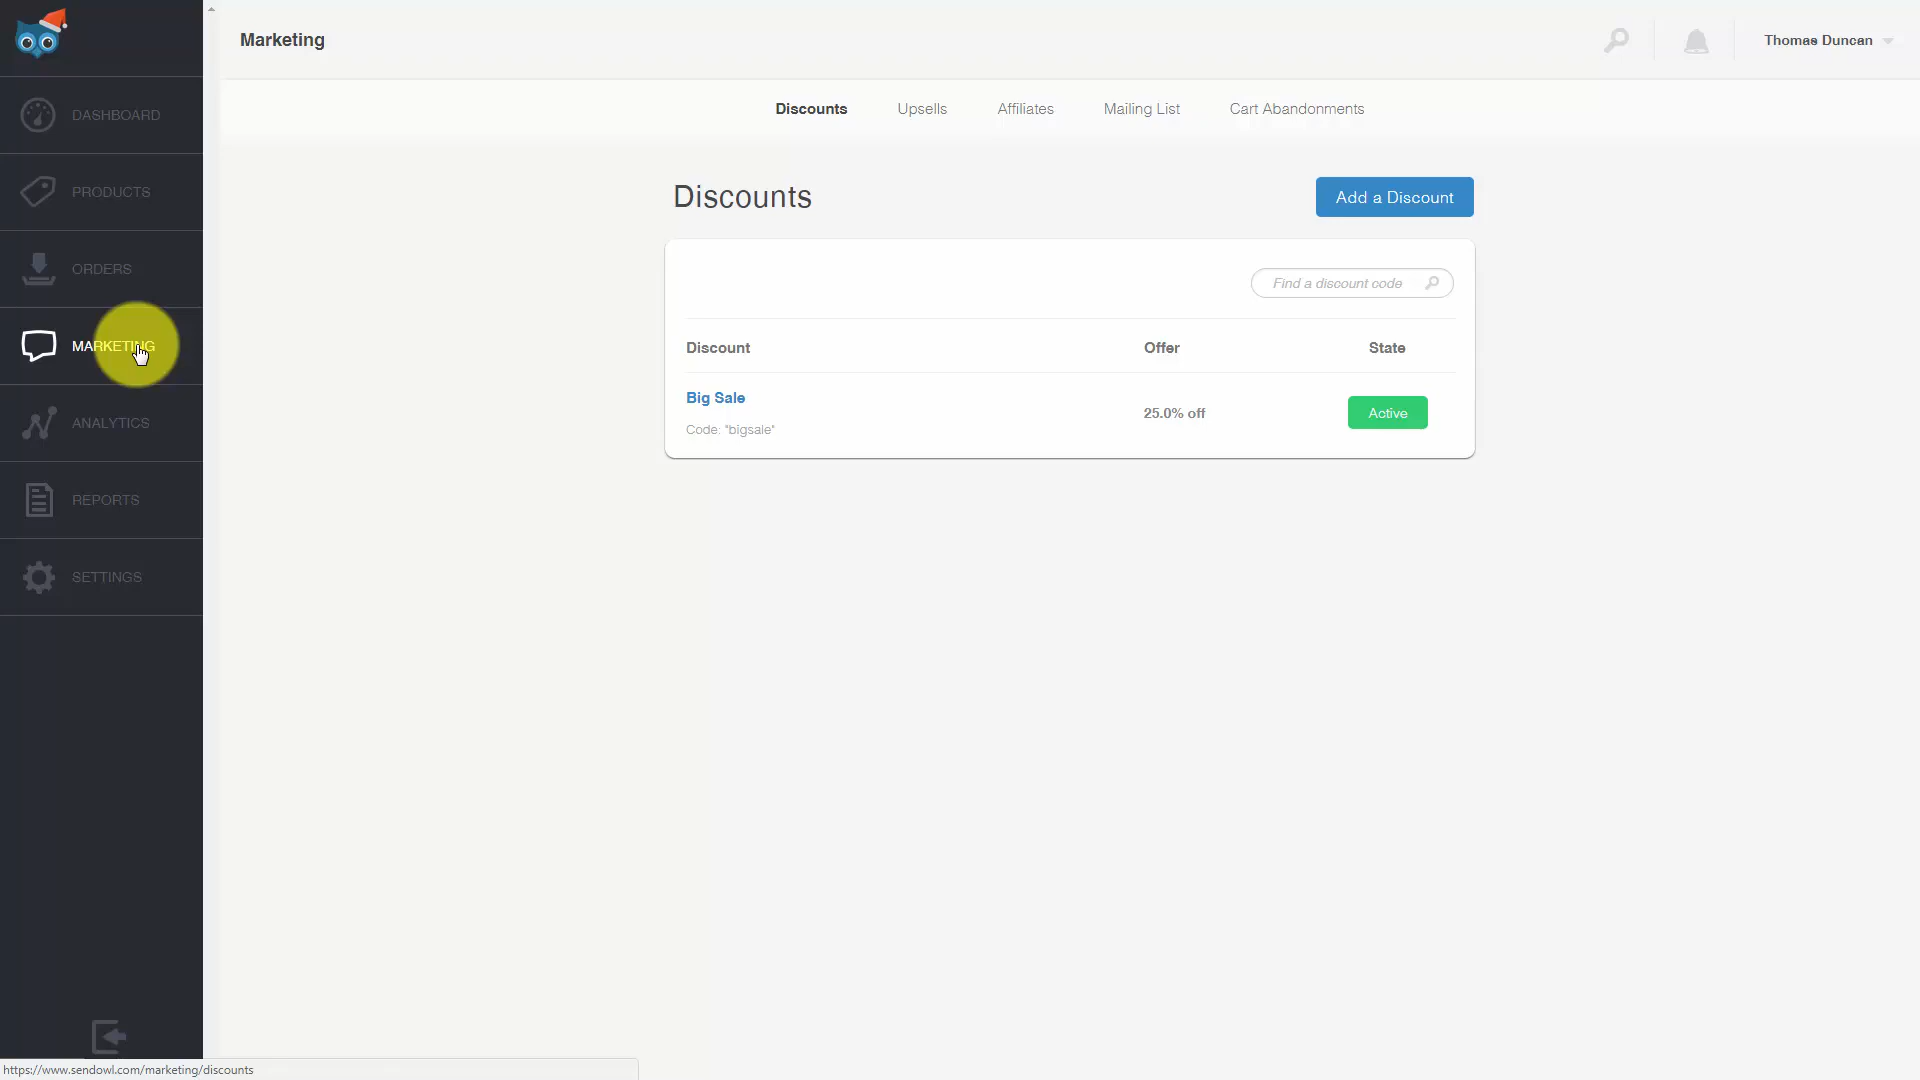 Marketing
Thomas Duncan
DASHBOARD
PRODUCTS
ORDERS
MARKETING
ANALYTICS
REPORTS
SETTINGS
Discounts
Upsells
Affiliates
Mailing List
Cart Abandonments
Discounts
Add a Discount
Find a discount code
Discount
Offer
State
Big Sale
Code: "bigsale"
25.0% off
Active
https://www.sendowl.com/marketing/discounts